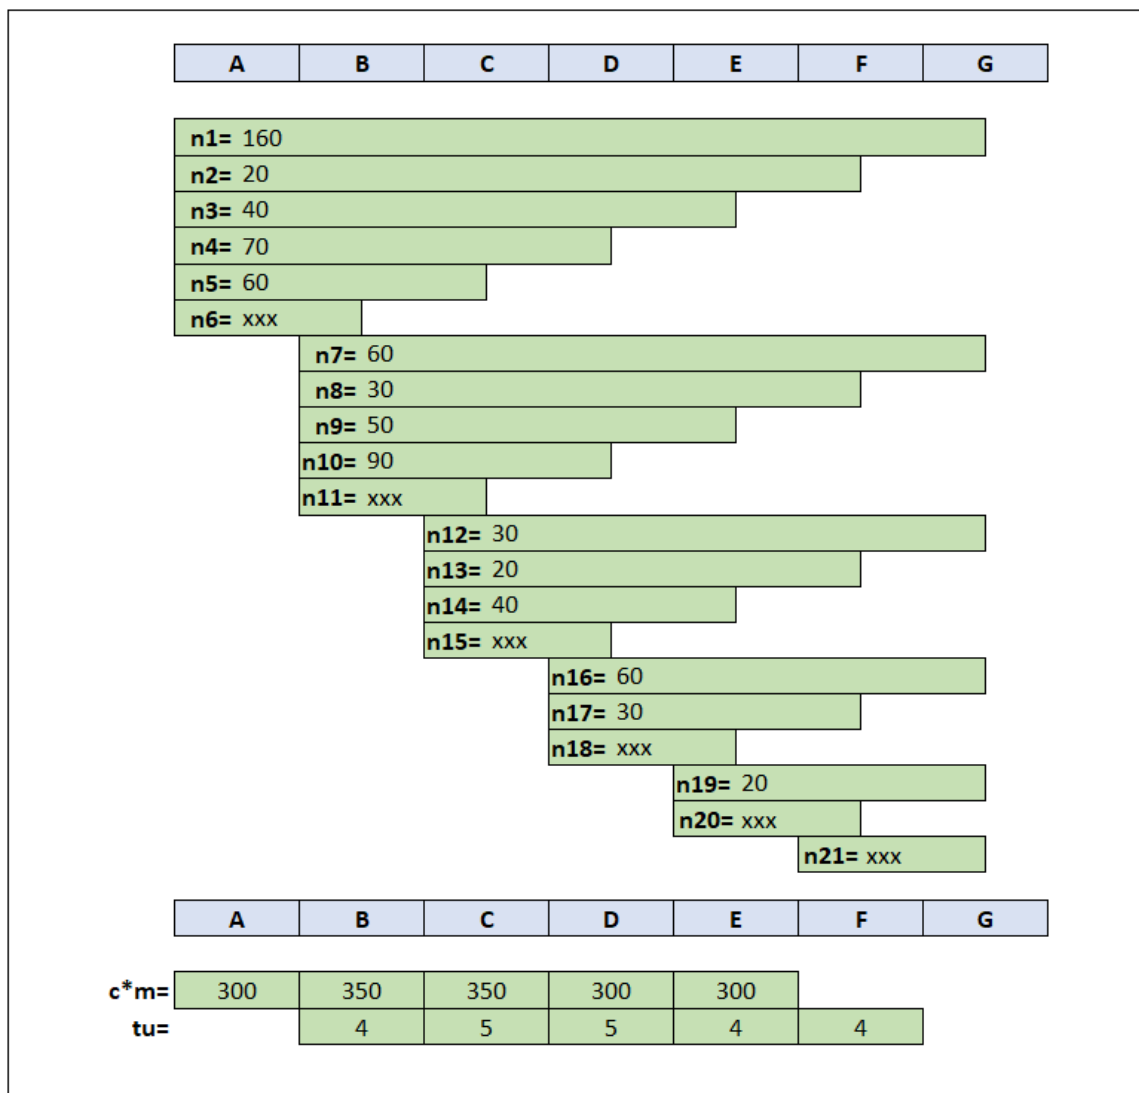 A B C D E F G
n1= 160
n2= 20
n3= 40
n4= 70
n5= 60
n6= xxx
n7= 60
n8= 30
n9= 50
n10= 90
n11= xxx
n12= 30
n13= 20
n14= 40
n15= xxx
n16= 60
n17= 30
n18= xxx
n19= 20
n20= xxx
n21= xxx
A B C D E F G
c*m= 300 350 350 300 300
tu= 4 5 5 4 4